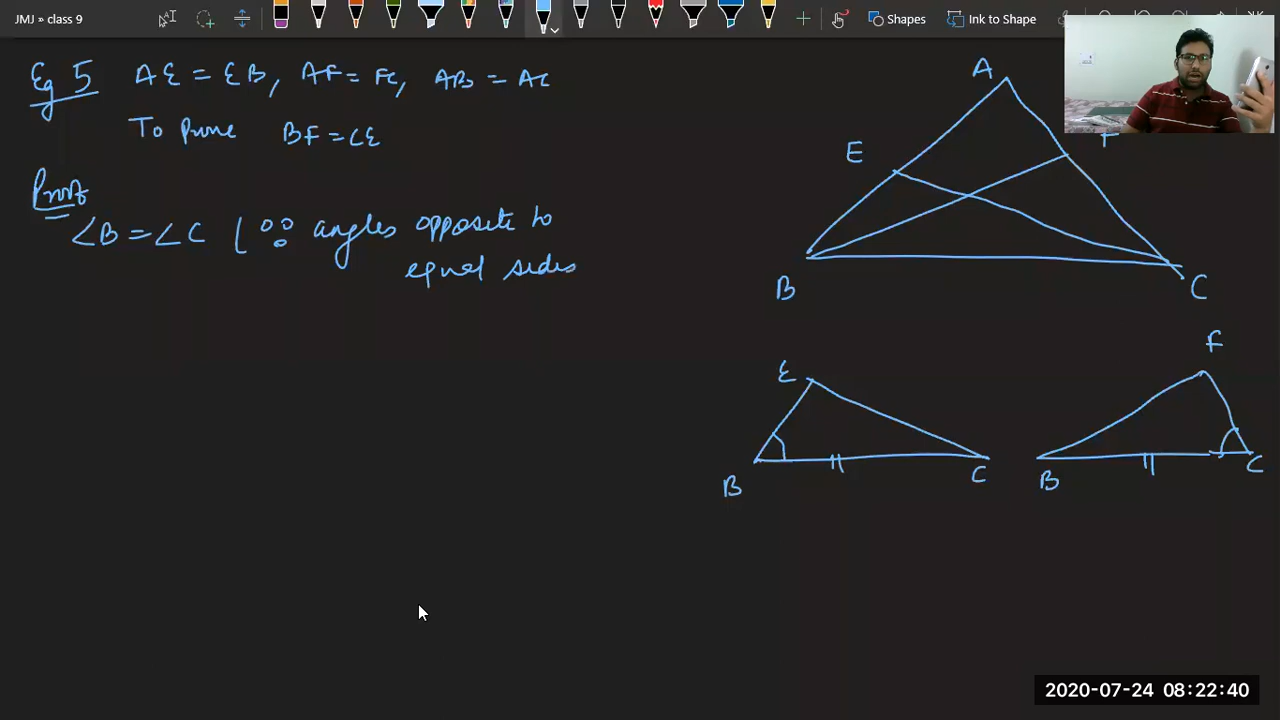 JMJ » class 9
Shapes
Ink to Shape
Eg 5 AE = EB, AF = FC, AB = AC
To Prove BF = CE
Proof
∠B = ∠C ( ∵ angles opposite to
equal sides
A
E
F
B
C
E
B
C
F
B
C
2020-07-24 08:22:40